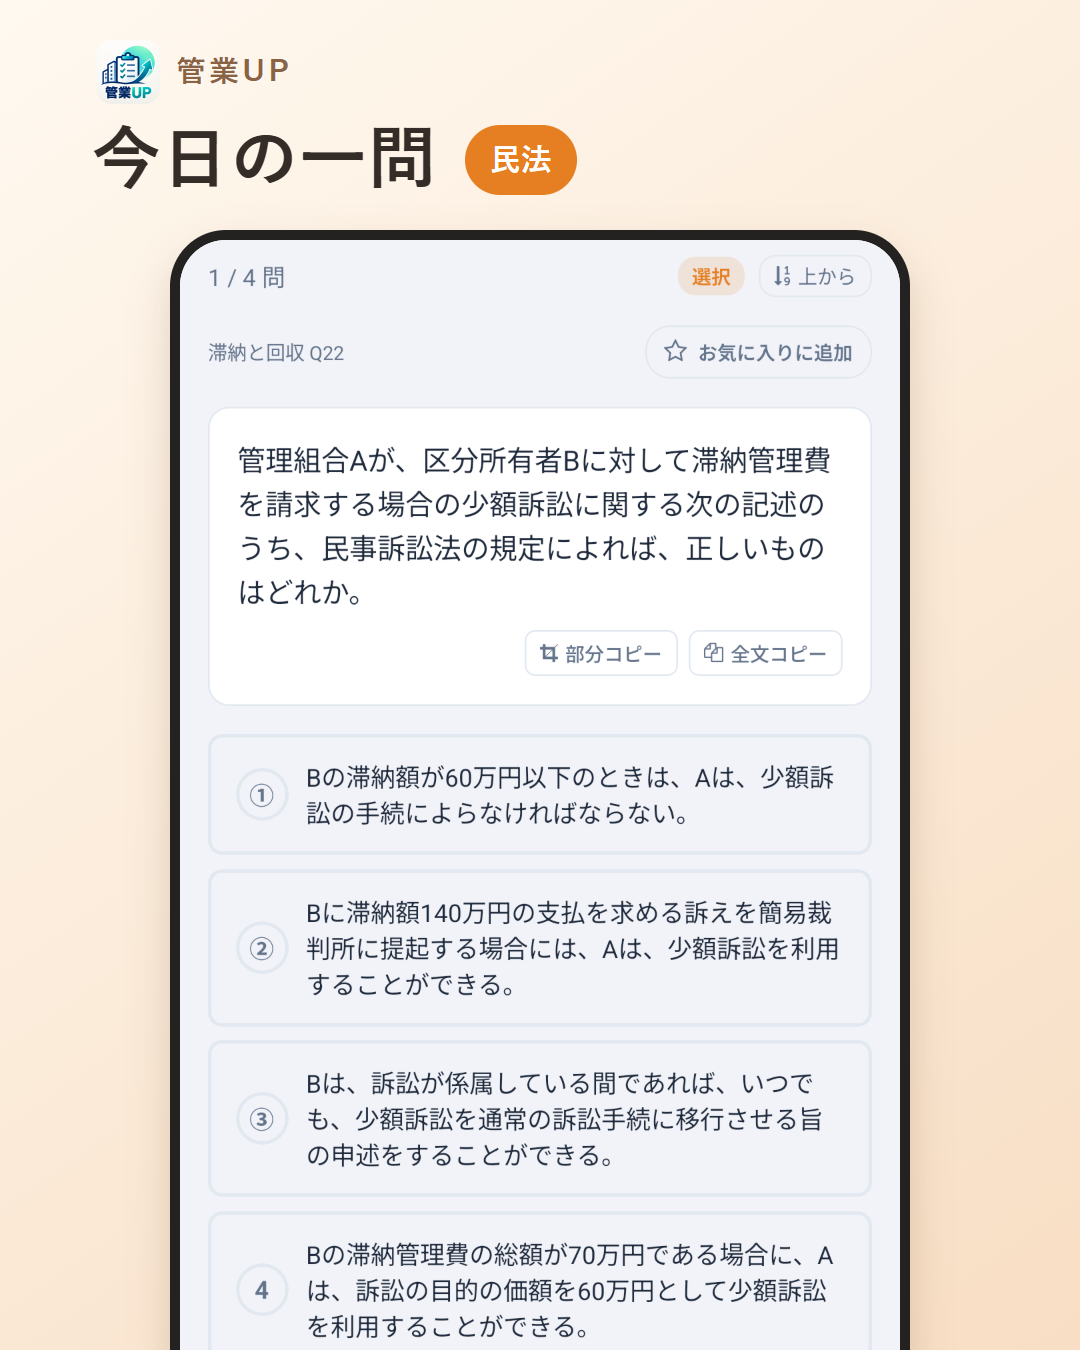 管業UP
管業UP
今日の一問
民法
1 / 4 問
選択
上から
滞納と回収 Q22
お気に入りに追加
管理組合Aが、区分所有者Bに対して滞納管理費
を請求する場合の少額訴訟に関する次の記述の
うち、民事訴訟法の規定によれば、正しいもの
はどれか。
部分コピー
全文コピー
① Bの滞納額が60万円以下のときは、Aは、少額訴
訟の手続によらなければならない。
② Bに滞納額140万円の支払を求める訴えを簡易裁
判所に提起する場合には、Aは、少額訴訟を利用
することができる。
③ Bは、訴訟が係属している間であれば、いつで
も、少額訴訟を通常の訴訟手続に移行させる旨
の申述をすることができる。
4 Bの滞納管理費の総額が70万円である場合に、A
は、訴訟の目的の価額を60万円として少額訴訟
を利用することができる。